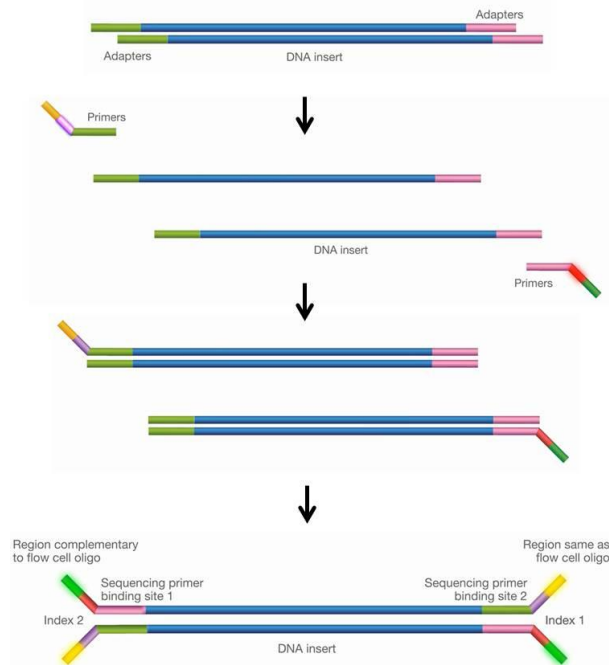 Adapters
Adapters
DNA insert
Primers
DNA insert
Primers
Region complementary
to flow cell oligo
Region same as
flow cell oligo
Sequencing primer
binding site 1
Sequencing primer
binding site 2
Index 2
Index 1
DNA insert